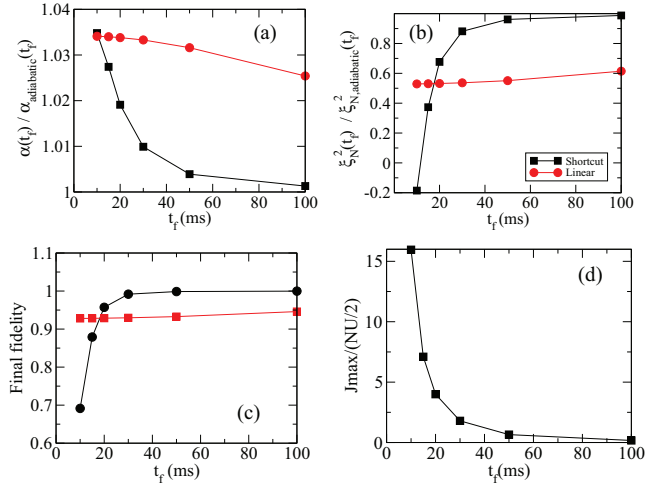 1.04
(a)
1.03
1.02
1.01
1
0 20 40 60 80 100
t_f (ms)
α(t_f) / α_adiabatic(t_f)
(b)
0.8
0.6
0.4
0.2
0
-0.2
Shortcut
Linear
0 20 40 60 80 100
t_f (ms)
ξ_N^2(t_f) / ξ_N,adiabatic^2(t_f)
1.1
1
0.9
0.8
0.7
0.6
(c)
0 20 40 60 80 100
t_f (ms)
Final fidelity
15
(d)
10
5
0
0 20 40 60 80 100
t_f (ms)
Jmax/(NU/2)